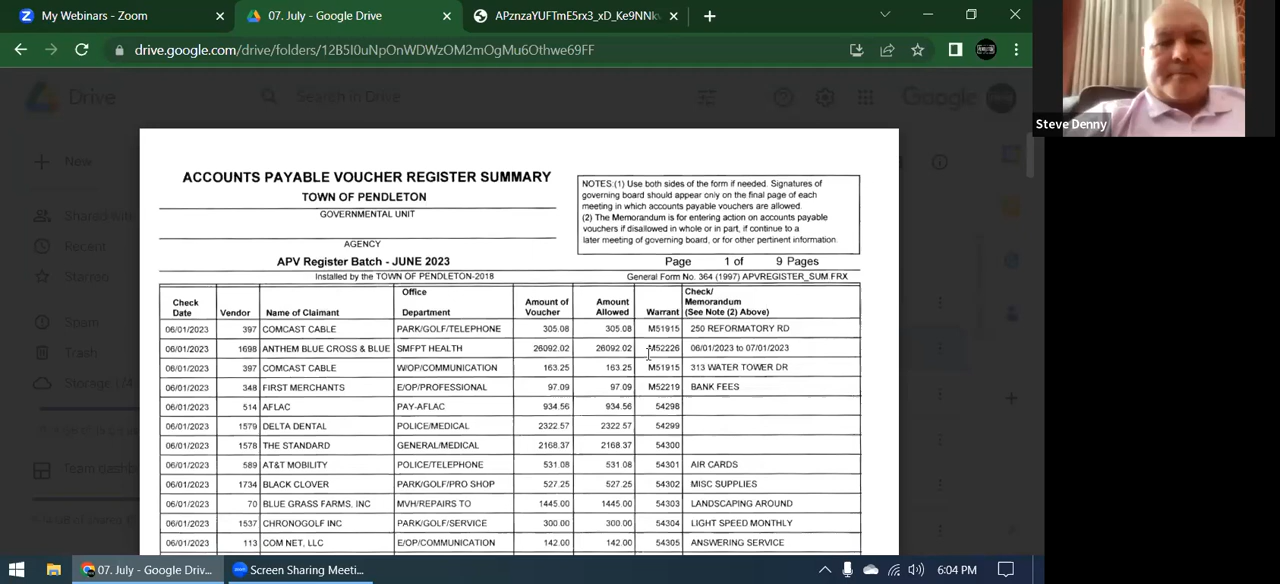 My Webinars - Zoom
07. July - Google Drive
APznzaYUFTmE5rx3_xD_Ke9NNkv
drive.google.com/drive/folders/12B5I0uNpOnWDWzOM2mOgMu6Othwe69FF
Drive
Search in Drive
Google
New
Recent
Spam
Trash
Steve Denny
ACCOUNTS PAYABLE VOUCHER REGISTER SUMMARY
TOWN OF PENDLETON
GOVERNMENTAL UNIT
AGENCY
NOTES:(1) Use both sides of the form if needed. Signatures of
governing board should appear only on the final page of each
meeting in which accounts payable vouchers are allowed.
(2) The Memorandum is for entering action on accounts payable
vouchers if disallowed in whole or in part, if continue to a
later meeting of governing board, or for other pertinent information.
APV Register Batch - JUNE 2023
Page 1 of 9 Pages
Installed by the TOWN OF PENDLETON-2018
General Form No. 364 (1997) APVREGISTER_SUM.FRX
Check Date Vendor Name of Claimant Office Department Amount of Voucher Amount Allowed Warrant Check/ Memorandum (See Note (2) Above)
06/01/2023 397 COMCAST CABLE PARK/GOLF/TELEPHONE 305.08 305.08 M51915 250 REFORMATORY RD
06/01/2023 1698 ANTHEM BLUE CROSS & BLUE SMFPT HEALTH 26092.02 26092.02 M52226 06/01/2023 to 07/01/2023
06/01/2023 397 COMCAST CABLE W/OP/COMMUNICATION 163.25 163.25 M51915 313 WATER TOWER DR
06/01/2023 348 FIRST MERCHANTS E/OP/PROFESSIONAL 97.09 97.09 M52219 BANK FEES
06/01/2023 514 AFLAC PAY-AFLAC 934.56 934.56 54298
06/01/2023 1579 DELTA DENTAL POLICE/MEDICAL 2322.57 2322.57 54299
06/01/2023 1578 THE STANDARD GENERAL/MEDICAL 2168.37 2168.37 54300
06/01/2023 589 AT&T MOBILITY POLICE/TELEPHONE 531.08 531.08 54301 AIR CARDS
06/01/2023 1734 BLACK CLOVER PARK/GOLF/PRO SHOP 527.25 527.25 54302 MISC SUPPLIES
06/01/2023 70 BLUE GRASS FARMS, INC MVH/REPAIRS TO 1445.00 1445.00 54303 LANDSCAPING AROUND
06/01/2023 1537 CHRONOGOLF INC PARK/GOLF/SERVICE 300.00 300.00 54304 LIGHT SPEED MONTHLY
06/01/2023 113 COM NET, LLC E/OP/COMMUNICATION 142.00 142.00 54305 ANSWERING SERVICE
07. July - Google Driv...
Screen Sharing Meeti...
6:04 PM